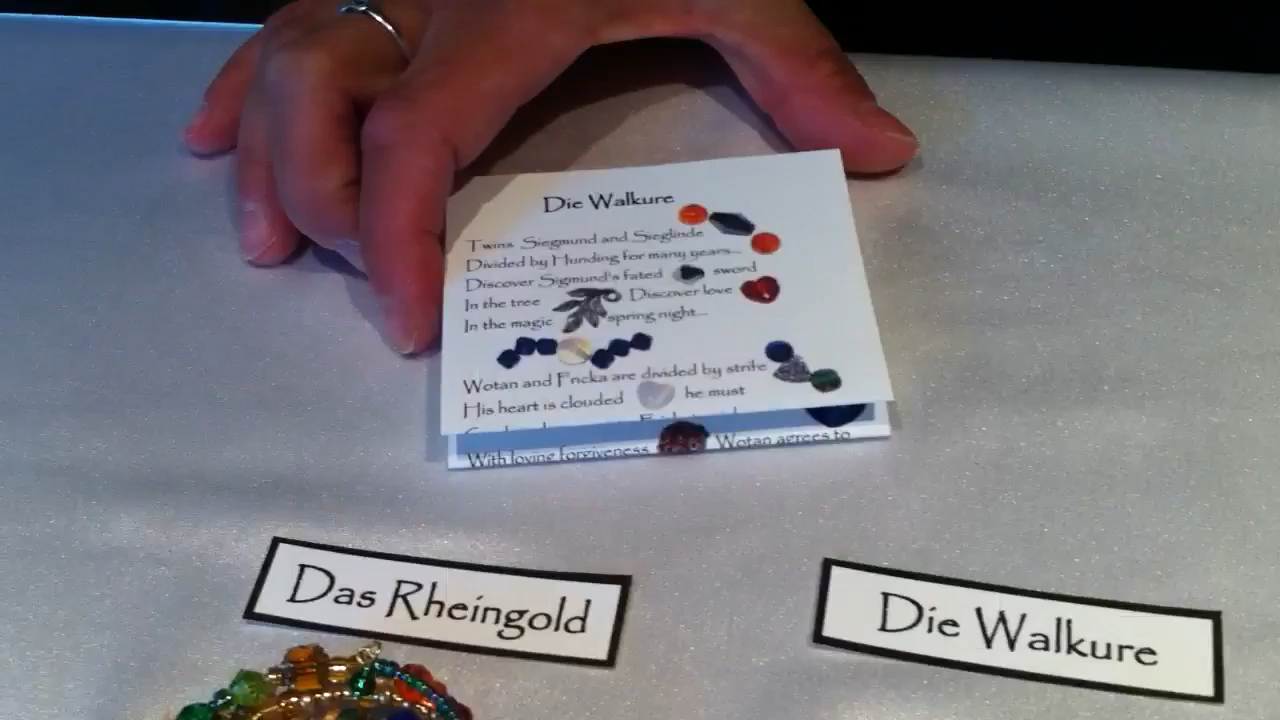 Die Walkure
Twins Siegmund and Sieglinde
Divided by Hunding for many years...
Discover Sigmund's fated sword
In the tree Discover love
In the magic spring night...
Wotan and Fricka are divided by strife
His heart is clouded he must
With loving forgiveness Wotan agrees to
Das Rheingold
Die Walkure